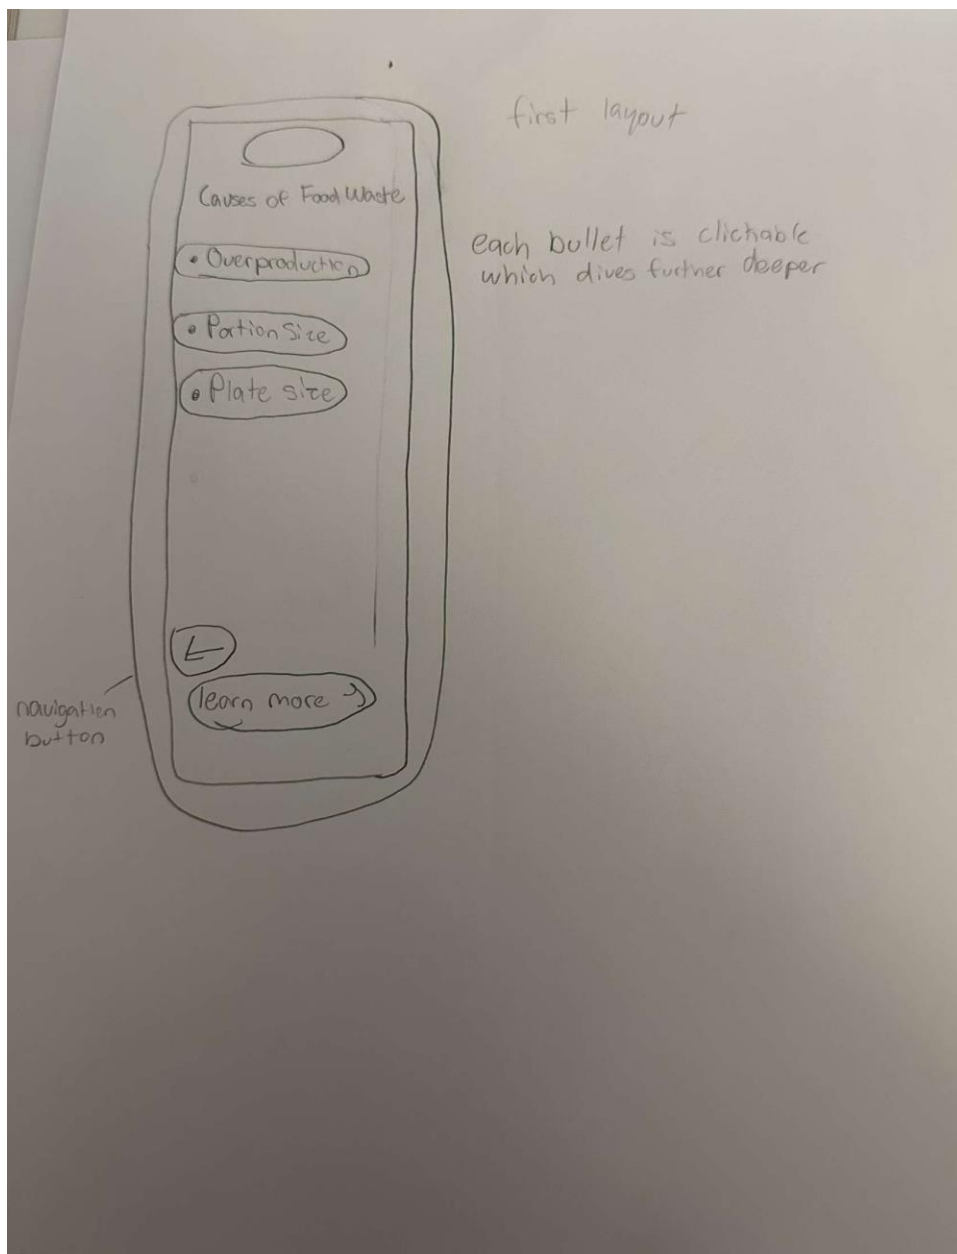 first layout
Causes of Food Waste
• Overproduction
• Portion Size
• Plate size
each bullet is clickable
which dives further deeper
learn more
navigation
button